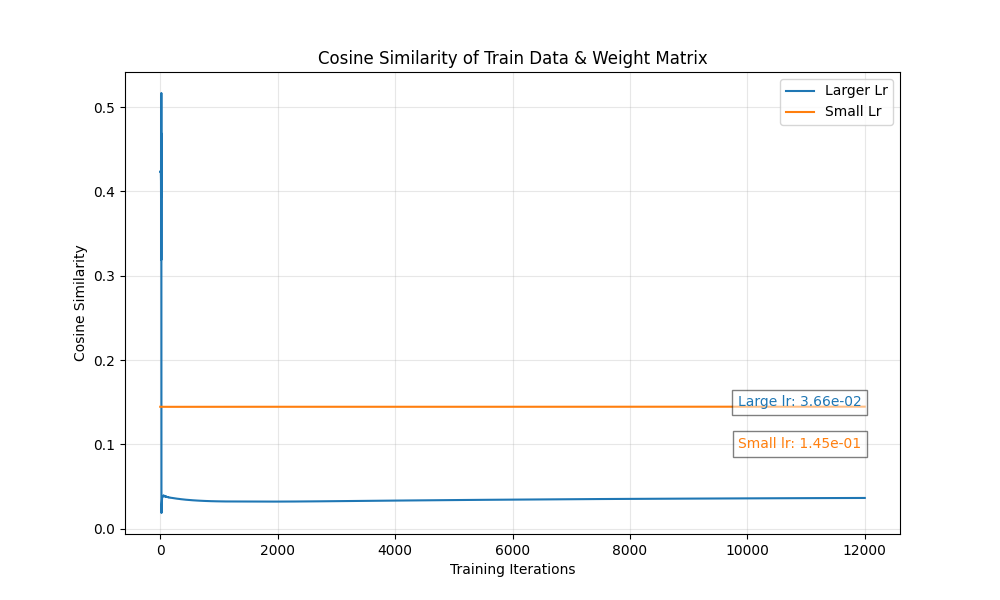 Cosine Similarity of Train Data & Weight Matrix
Larger Lr
Small Lr
Cosine Similarity
0.5
0.4
0.3
0.2
0.1
0.0
Large lr: 3.66e-02
Small lr: 1.45e-01
0
2000
4000
6000
8000
10000
12000
Training Iterations